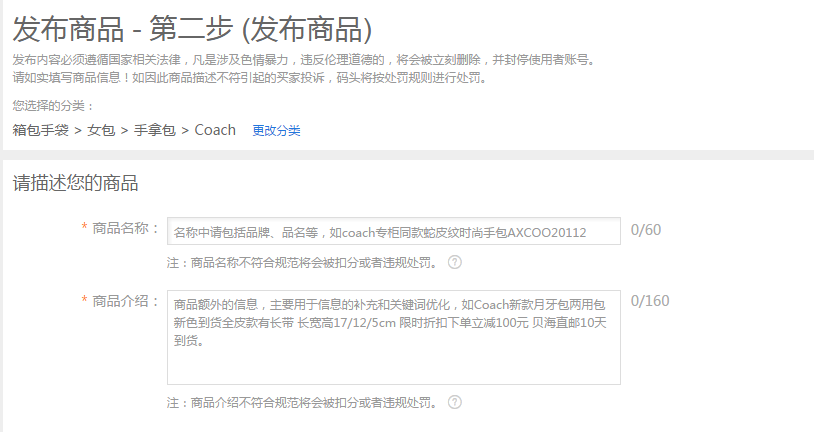 发布商品 - 第二步 (发布商品)
发布内容必须遵循国家相关法律，凡是涉及色情暴力，违反伦理道德的，将会被立刻删除，并封停使用者账号。
请如实填写商品信息！如因此商品描述不符引起的买家投诉，码头将按处罚规则进行处罚。
您选择的分类：
箱包手袋 > 女包 > 手拿包 > Coach 更改分类
请描述您的商品
* 商品名称： 名称中请包括品牌、品名等，如coach专柜同款蛇皮纹时尚手包AXCOO20112 0/60
注：商品名称不符合规范将会被扣分或者违规处罚。 ?
* 商品介绍： 商品额外的信息，主要用于信息的补充和关键词优化，如Coach新款月牙包两用包 0/160
新色到货全皮款有长带 长宽高17/12/5cm 限时折扣下单立减100元 贝海直邮10天
到货。
注：商品介绍不符合规范将会被扣分或者违规处罚。 ?